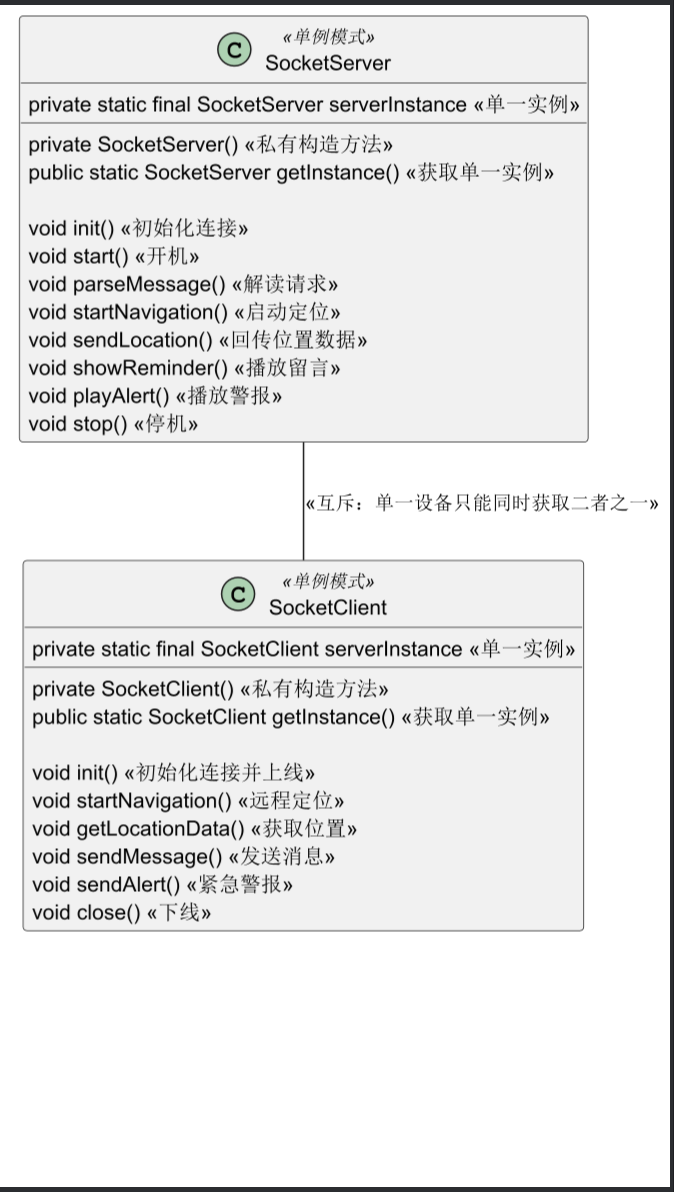 «单例模式»
C
SocketServer
private static final SocketServer serverInstance «单一实例»
private SocketServer() «私有构造方法»
public static SocketServer getInstance() «获取单一实例»
void init() «初始化连接»
void start() «开机»
void parseMessage() «解读请求»
void startNavigation() «启动定位»
void sendLocation() «回传位置数据»
void showReminder() «播放留言»
void playAlert() «播放警报»
void stop() «停机»
«互斥：单一设备只能同时获取二者之一»
«单例模式»
C
SocketClient
private static final SocketClient serverInstance «单一实例»
private SocketClient() «私有构造方法»
public static SocketClient getInstance() «获取单一实例»
void init() «初始化连接并上线»
void startNavigation() «远程定位»
void getLocationData() «获取位置»
void sendMessage() «发送消息»
void sendAlert() «紧急警报»
void close() «下线»